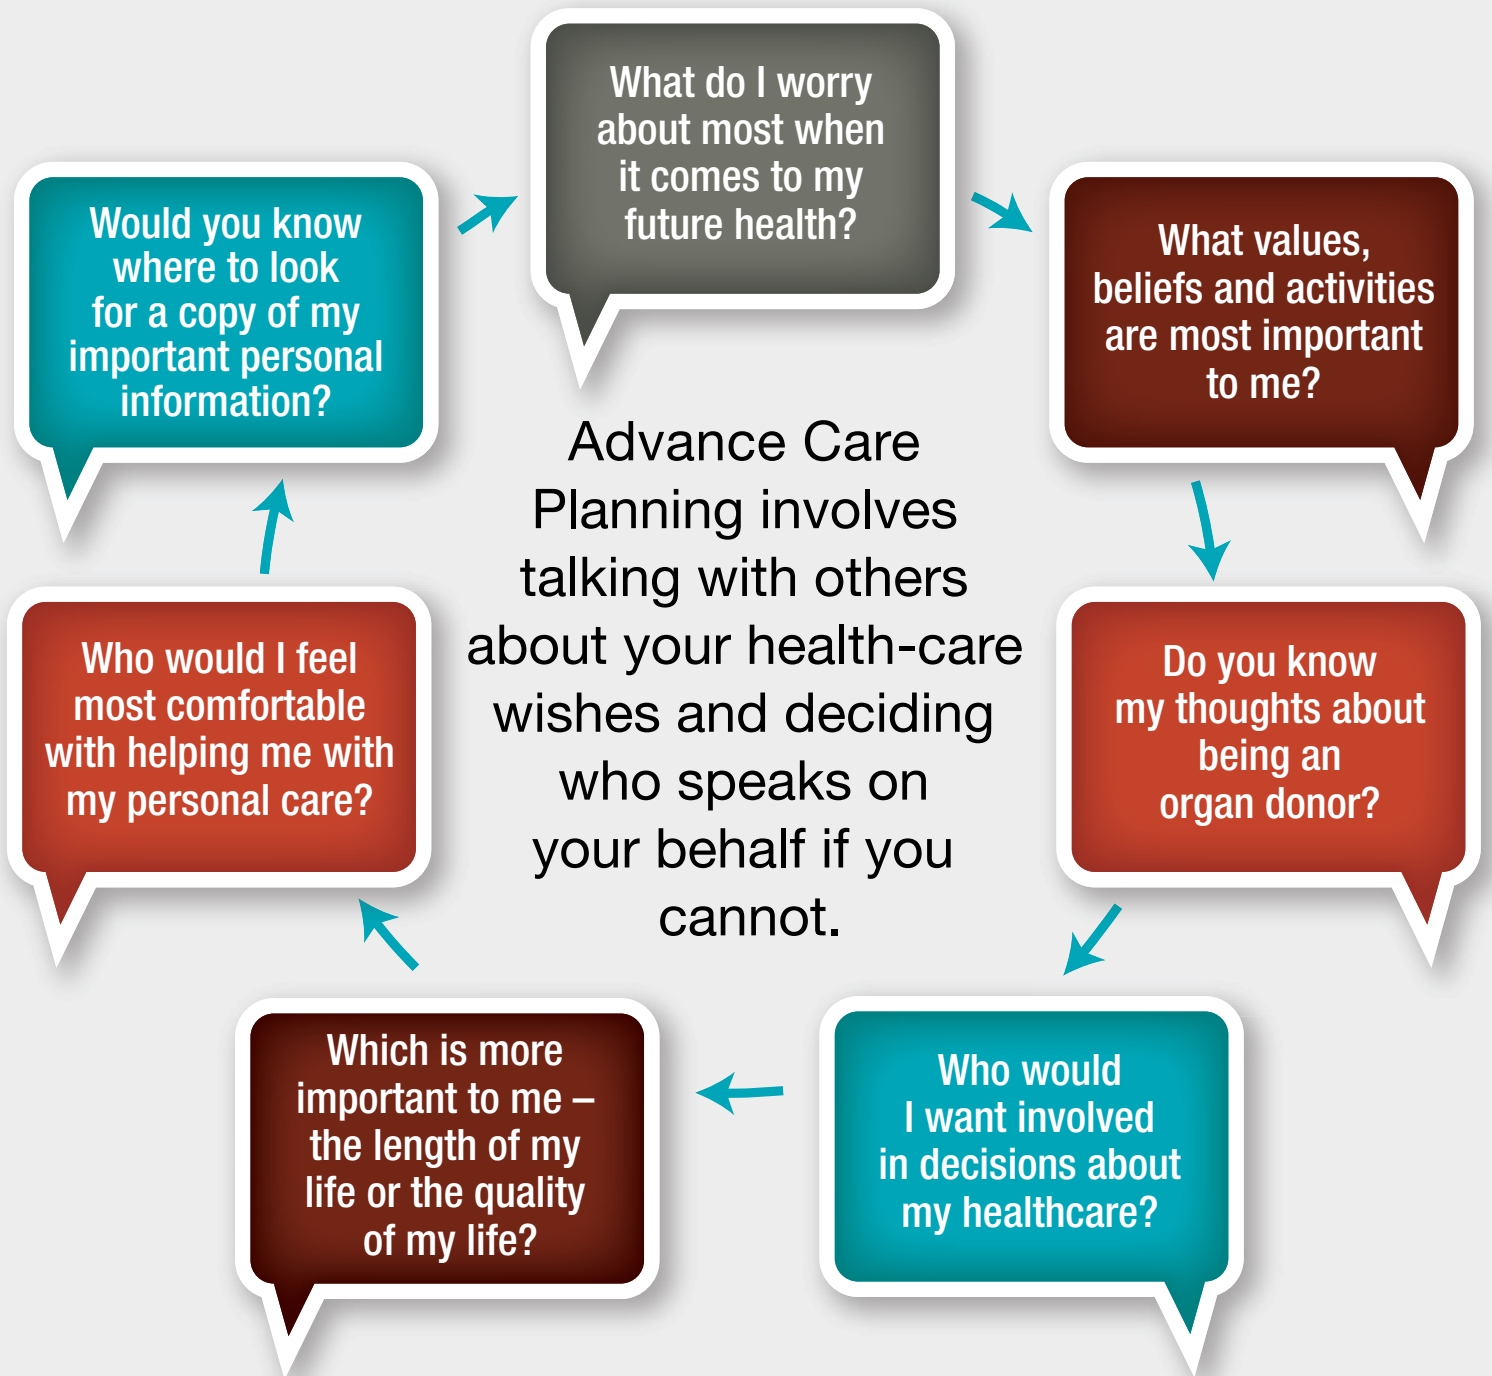 What do I worry
about most when
it comes to my
future health?
What values,
beliefs and activities
are most important
to me?
Do you know
my thoughts about
being an
organ donor?
Who would
I want involved
in decisions about
my healthcare?
Which is more
important to me –
the length of my
life or the quality
of my life?
Who would I feel
most comfortable
with helping me with
my personal care?
Would you know
where to look
for a copy of my
important personal
information?
Advance Care
Planning involves
talking with others
about your health-care
wishes and deciding
who speaks on
your behalf if you
cannot.